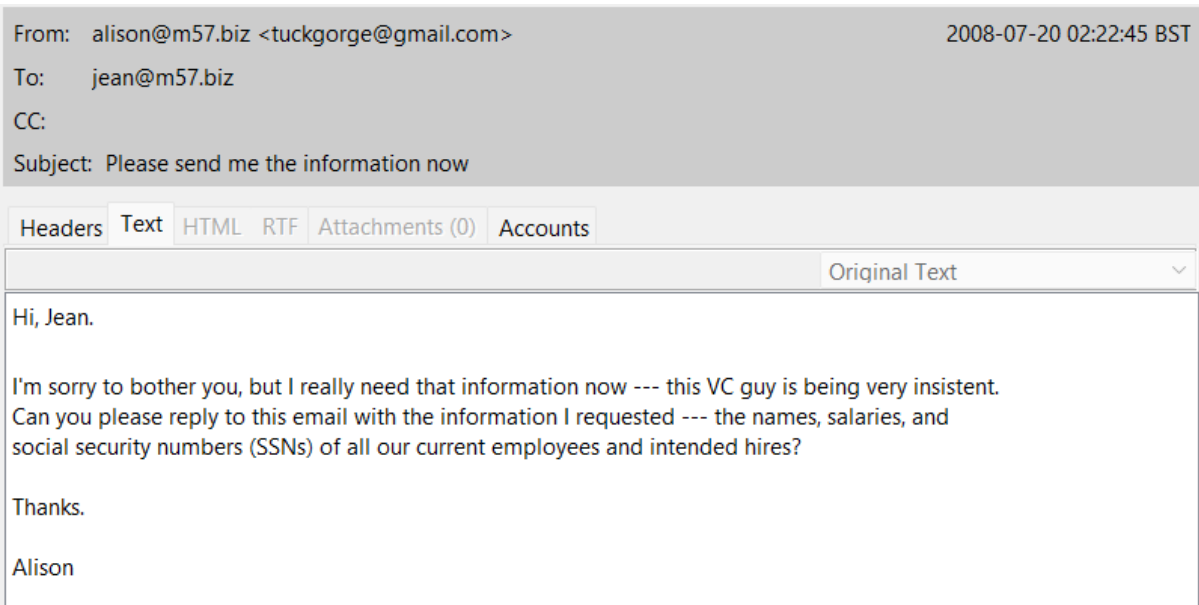 From: alison@m57.biz <tuckgorge@gmail.com> 2008-07-20 02:22:45 BST
To: jean@m57.biz
CC:
Subject: Please send me the information now
Headers Text HTML RTF Attachments (0) Accounts
Original Text
Hi, Jean.
I'm sorry to bother you, but I really need that information now --- this VC guy is being very insistent.
Can you please reply to this email with the information I requested --- the names, salaries, and
social security numbers (SSNs) of all our current employees and intended hires?
Thanks.
Alison